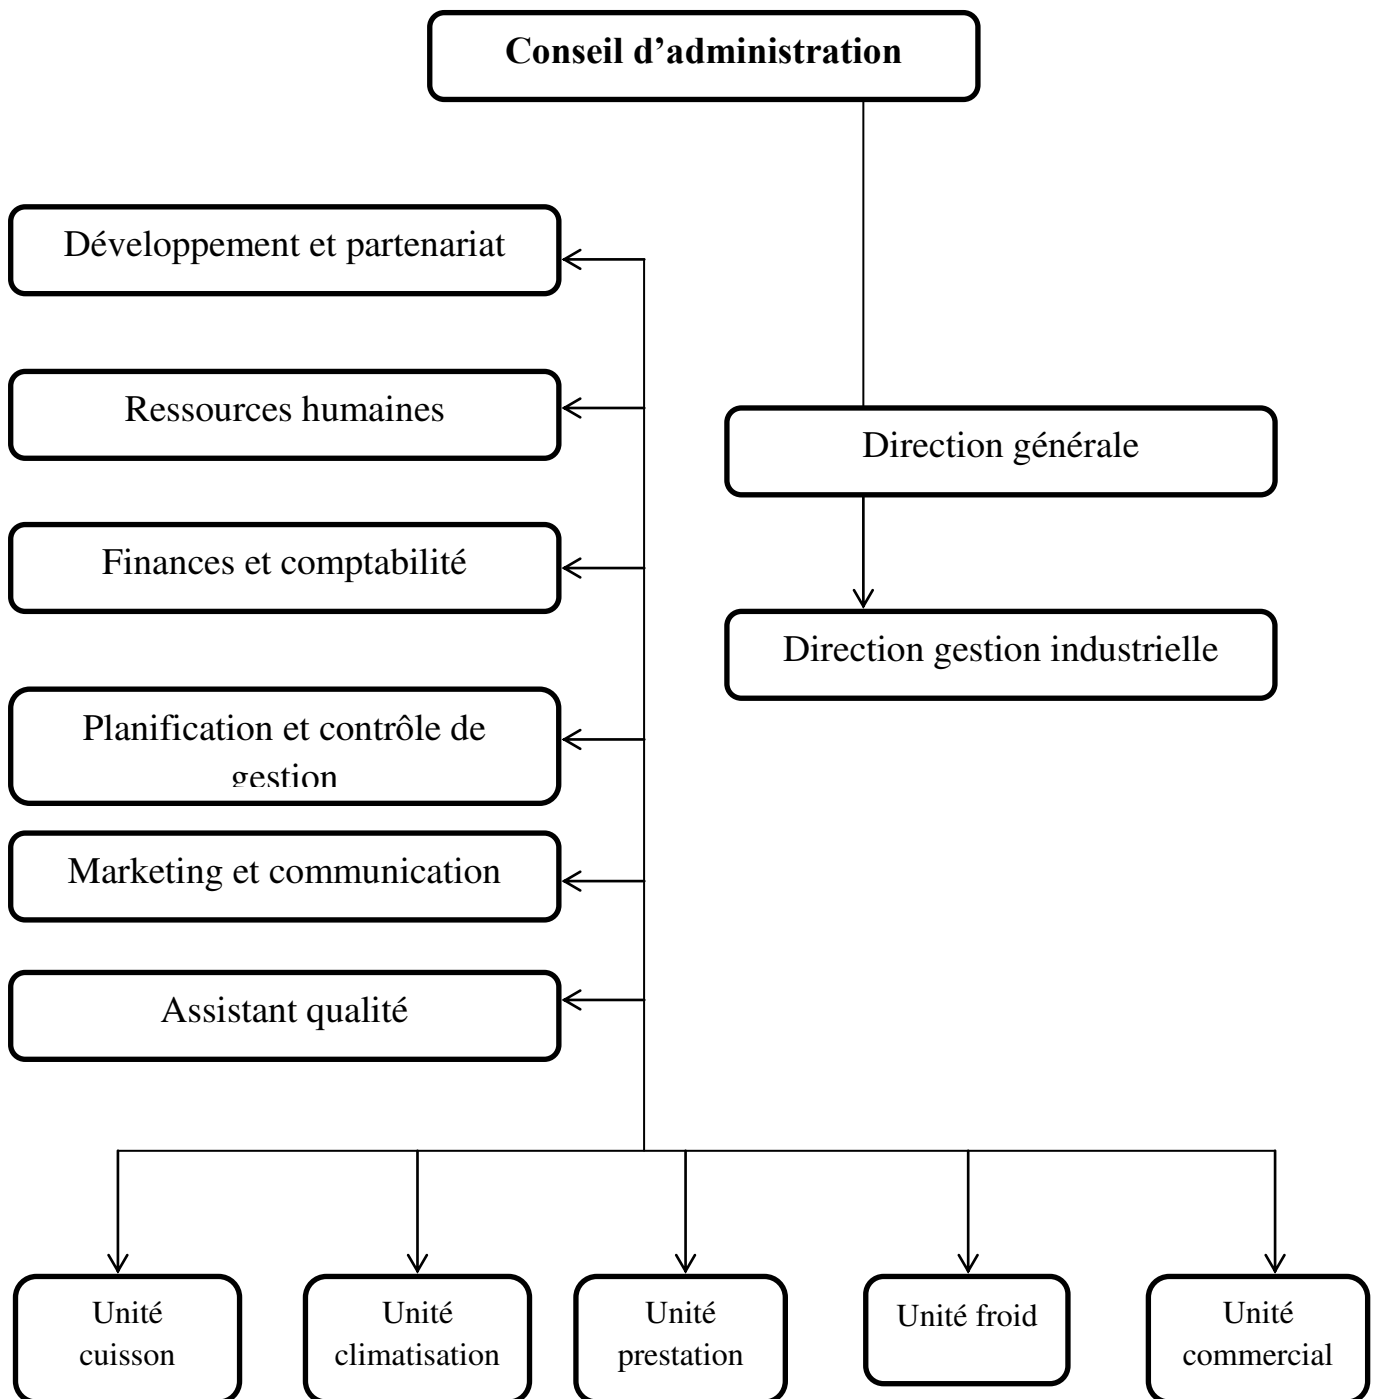 Conseil d’administration
Développement et partenariat
Ressources humaines
Direction générale
Finances et comptabilité
Direction gestion industrielle
Planification et contrôle de
gestion
Marketing et communication
Assistant qualité
Unité
cuisson
Unité
climatisation
Unité
prestation
Unité froid
Unité
commercial